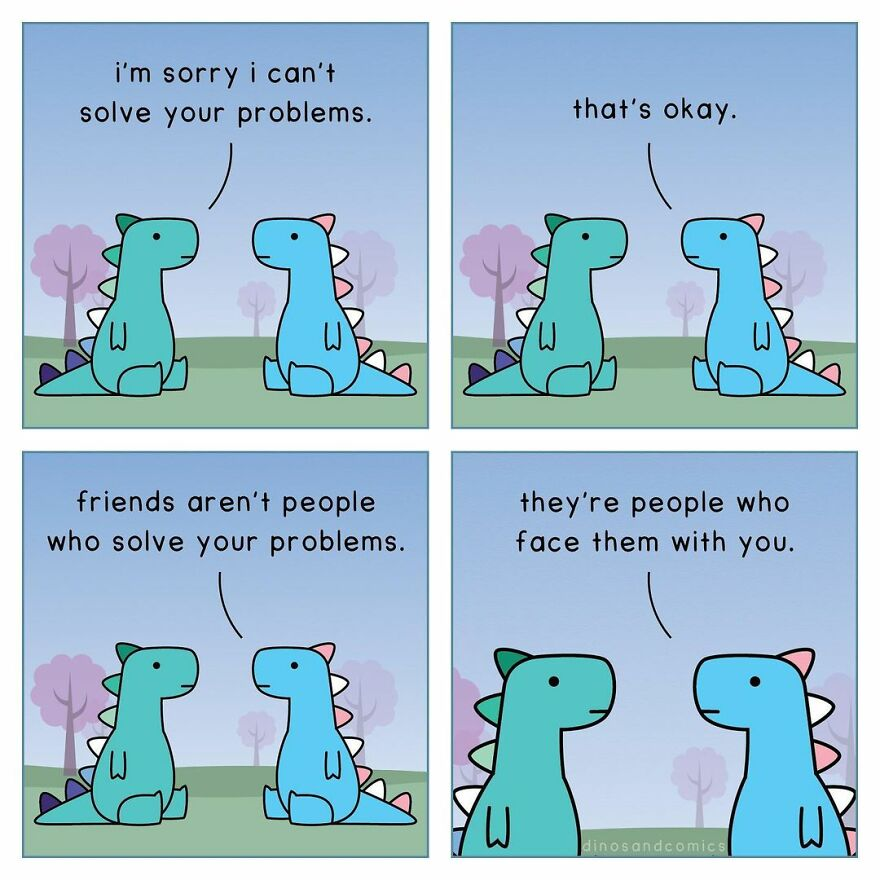 i'm sorry i can't
solve your problems.
that's okay.
friends aren't people
who solve your problems.
they're people who
face them with you.
dinosandcomics